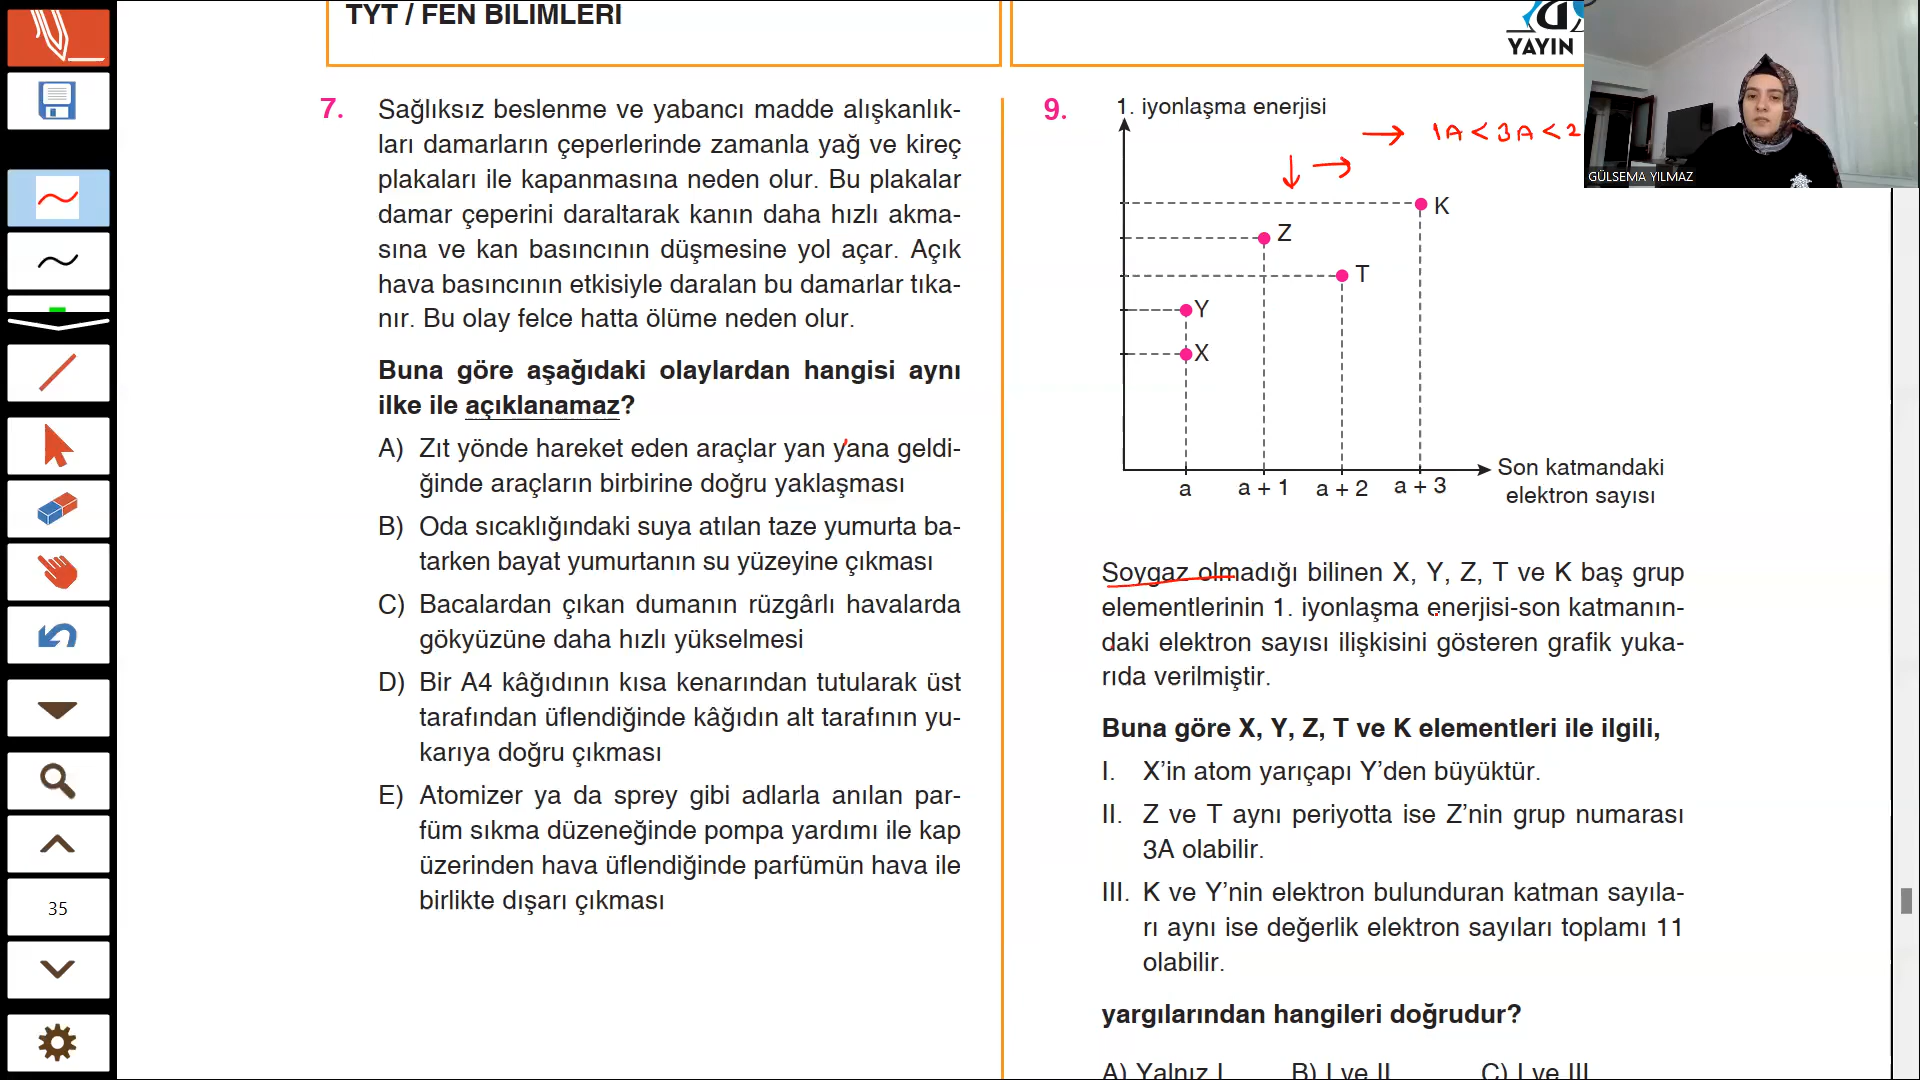 TYT / FEN BİLİMLERİ
YAYIN
GÜLSEMA YILMAZ
35
7.
Sağlıksız beslenme ve yabancı madde alışkanlık-
ları damarların çeperlerinde zamanla yağ ve kireç
plakaları ile kapanmasına neden olur. Bu plakalar
damar çeperini daraltarak kanın daha hızlı akma-
sına ve kan basıncının düşmesine yol açar. Açık
hava basıncının etkisiyle daralan bu damarlar tıka-
nır. Bu olay felce hatta ölüme neden olur.
Buna göre aşağıdaki olaylardan hangisi aynı
ilke ile açıklanamaz?
A) Zıt yönde hareket eden araçlar yan yana geldi-
ğinde araçların birbirine doğru yaklaşması
B) Oda sıcaklığındaki suya atılan taze yumurta ba-
tarken bayat yumurtanın su yüzeyine çıkması
C) Bacalardan çıkan dumanın rüzgârlı havalarda
gökyüzüne daha hızlı yükselmesi
D) Bir A4 kâğıdının kısa kenarından tutularak üst
tarafından üflendiğinde kâğıdın alt tarafının yu-
karıya doğru çıkması
E) Atomizer ya da sprey gibi adlarla anılan par-
füm sıkma düzeneğinde pompa yardımı ile kap
üzerinden hava üflendiğinde parfümün hava ile
birlikte dışarı çıkması
9.
1. iyonlaşma enerjisi
→ 1A < 3A < 2
↓ →
K
Z
T
Y
X
a a + 1 a + 2 a + 3
Son katmandaki
elektron sayısı
Soygaz olmadığı bilinen X, Y, Z, T ve K baş grup
elementlerinin 1. iyonlaşma enerjisi-son katmanın-
daki elektron sayısı ilişkisini gösteren grafik yuka-
rıda verilmiştir.
Buna göre X, Y, Z, T ve K elementleri ile ilgili,
I. X’in atom yarıçapı Y’den büyüktür.
II. Z ve T aynı periyotta ise Z’nin grup numarası
3A olabilir.
III. K ve Y’nin elektron bulunduran katman sayıla-
rı aynı ise değerlik elektron sayıları toplamı 11
olabilir.
yargılarından hangileri doğrudur?
A) Yalnız I B) I ve II C) I ve III